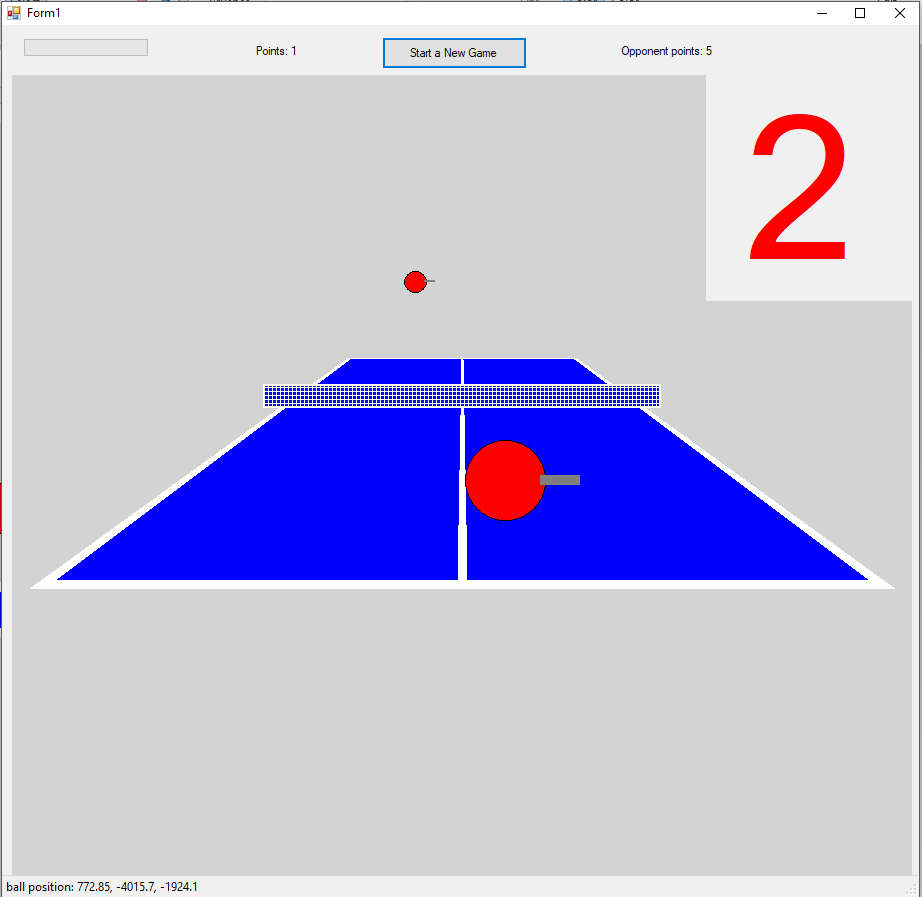 Form1
Points: 1
Start a New Game
Opponent points: 5
2
ball position: 772.85, -4015.7, -1924.1